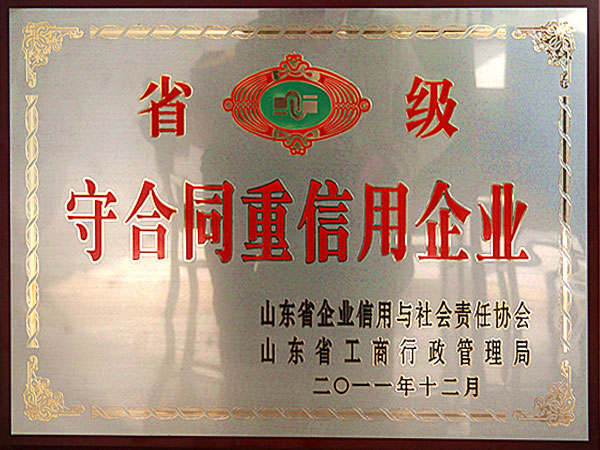 省 级
守合同重信用企业
山东省企业信用与社会责任协会
山东省工商行政管理局
二〇一一年十二月